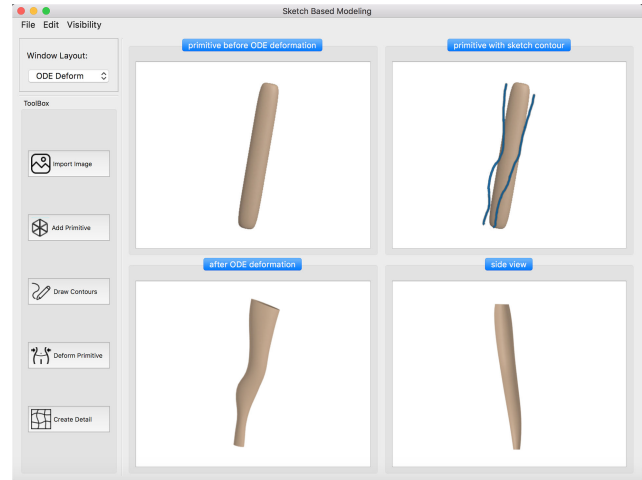 Sketch Based Modeling
File Edit Visibility
Window Layout:
ODE Deform
ToolBox
Import Image
Add Primitive
Draw Contours
Deform Primitive
Create Detail
primitive before ODE deformation
primitive with sketch contour
after ODE deformation
side view